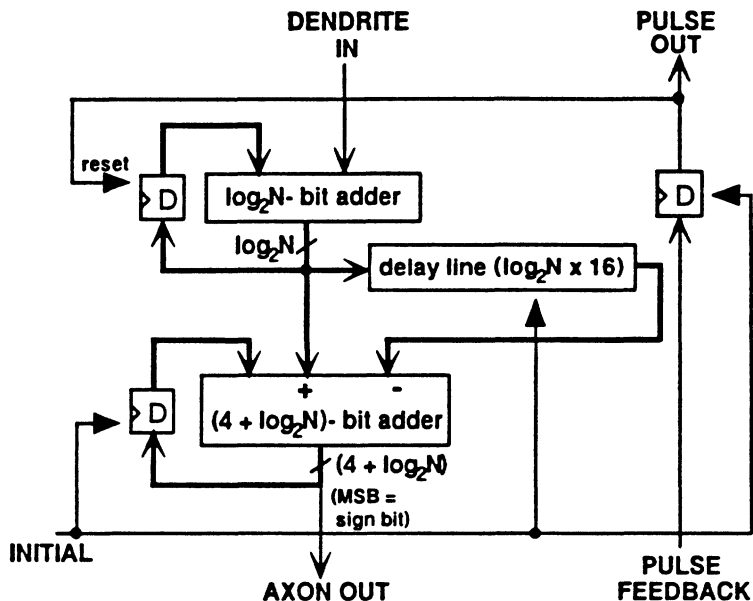 DENDRITE
IN
PULSE
OUT
reset
D
log₂N- bit adder
D
log₂N
delay line (log₂N x 16)
+ -
D
(4 + log₂N)- bit adder
(4 + log₂N)
(MSB =
sign bit)
INITIAL
AXON OUT
PULSE
FEEDBACK